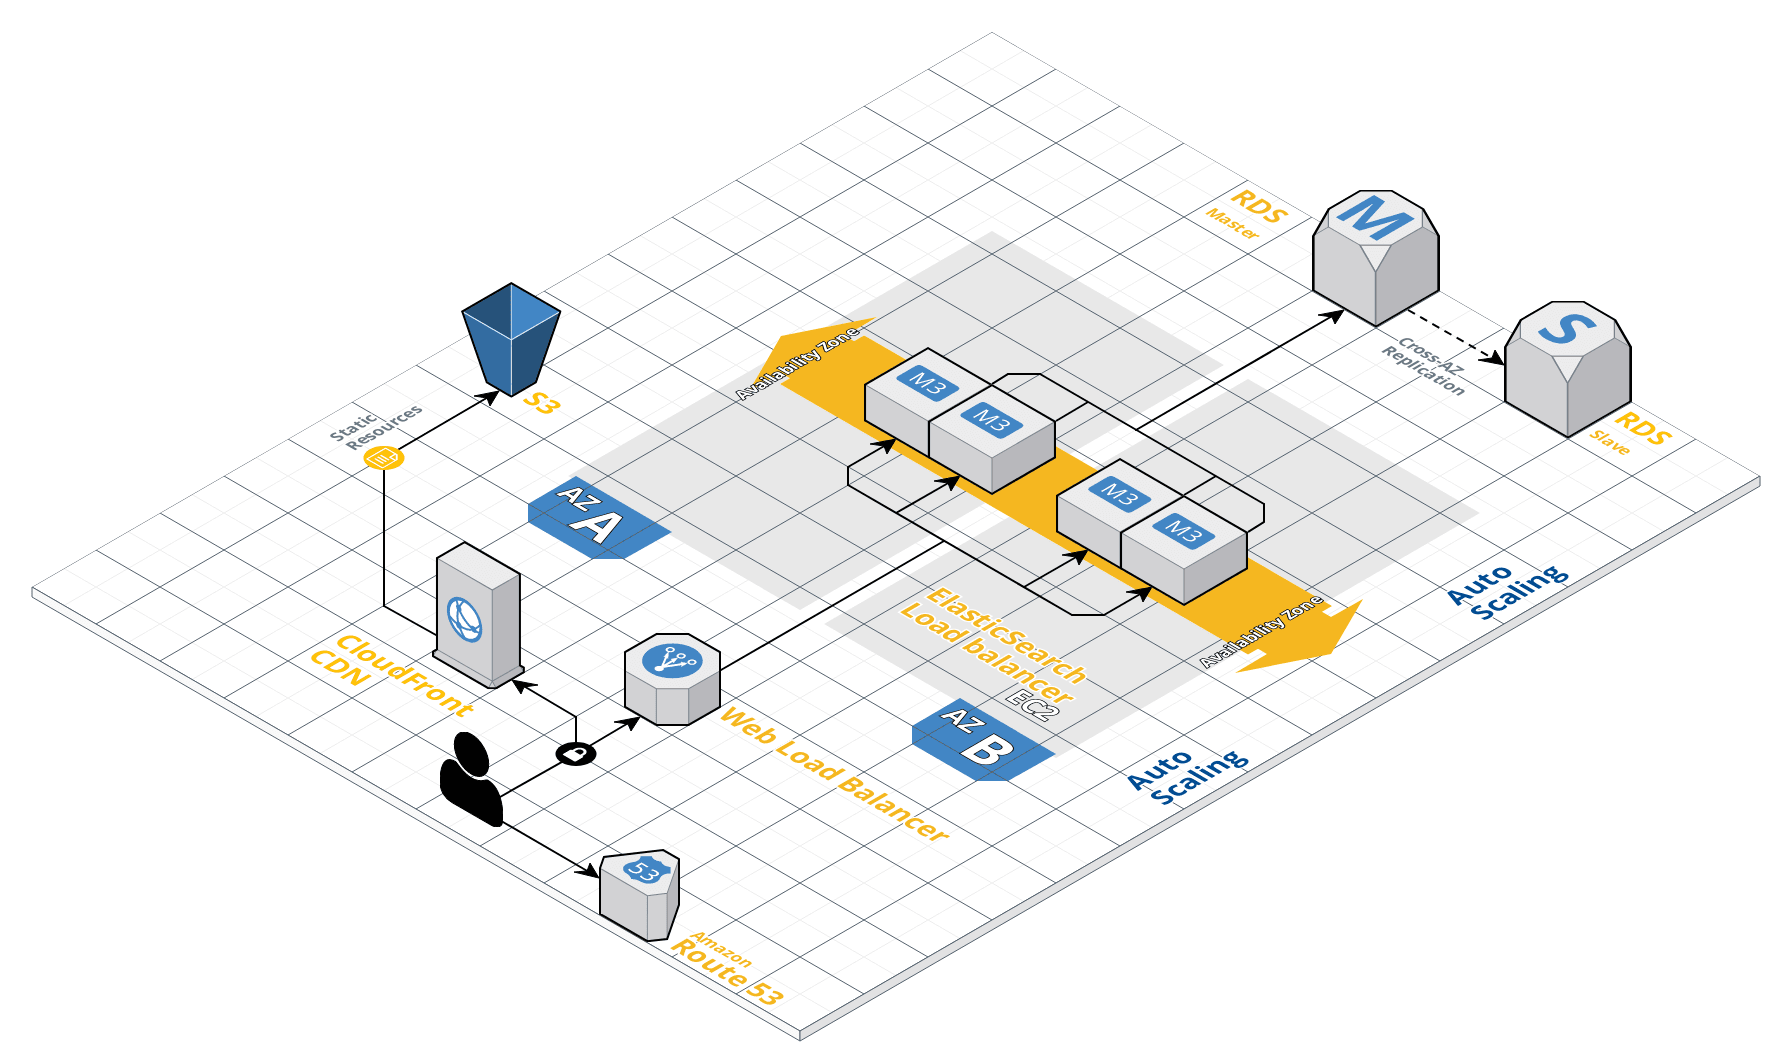 RDS
Master
M
S
Cross-AZ
Replication
RDS
Slave
Availability Zone
M3
M3
M3
M3
S3
Static
Resources
AZ
A
Auto
Scaling
Availability Zone
ElasticSearch
Load balancer
EC2
CloudFront
CDN
AZ
B
Web Load Balancer
Auto
Scaling
53
Amazon
Route 53